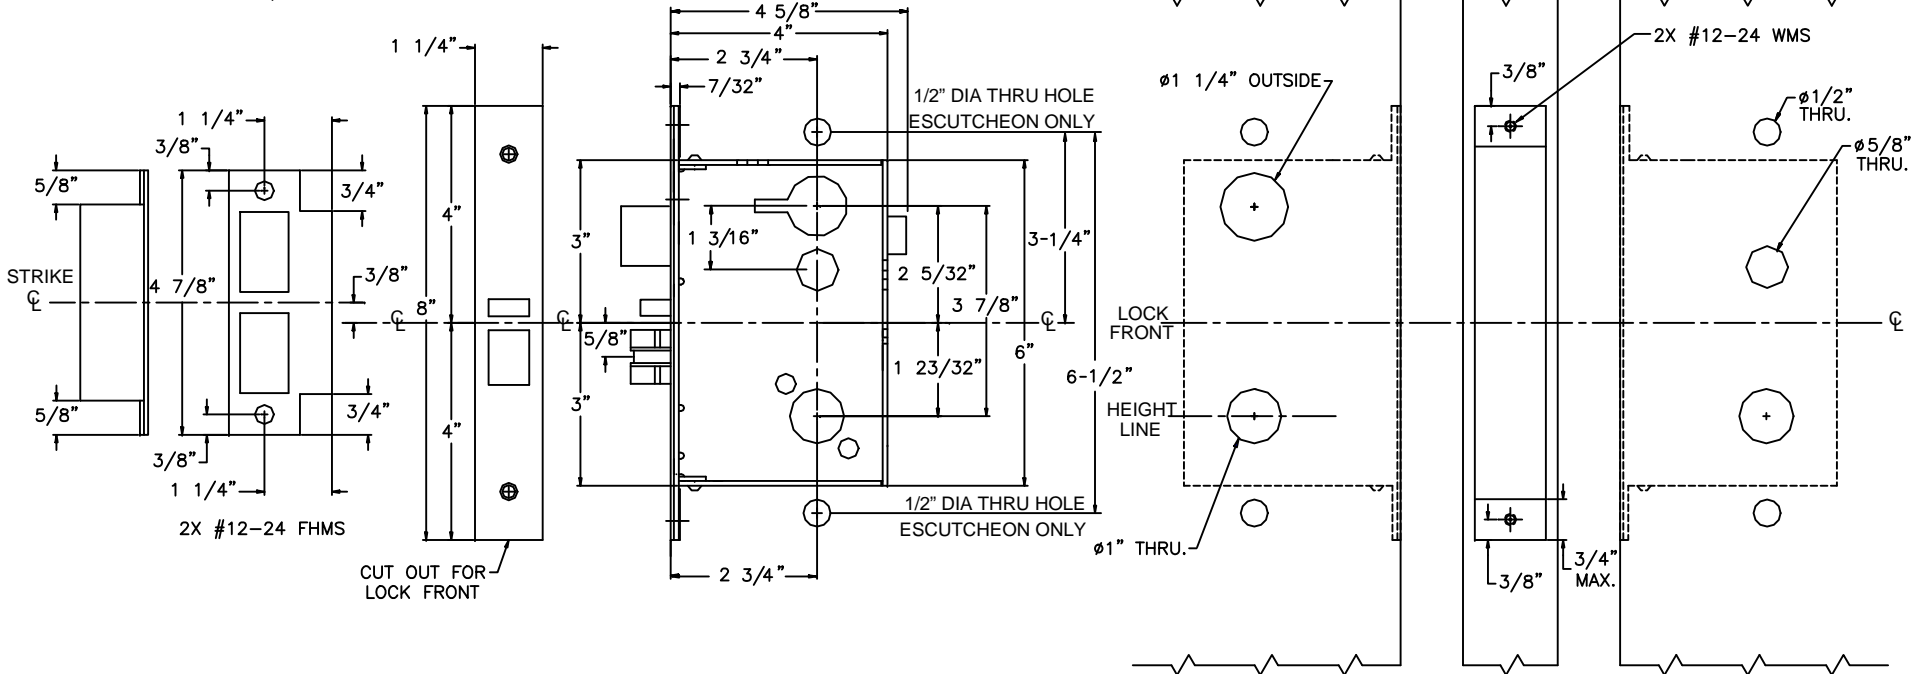 4 5/8"
4"
1 1/4"
2 3/4"
7/32"
1/2" DIA THRU HOLE
ESCUTCHEON ONLY
ø1 1/4" OUTSIDE
2X #12-24 WMS
3/8"
ø1/2"
THRU.
ø5/8"
THRU.
1 1/4"
3/8"
5/8"
3/4"
4"
3"
1 3/16"
3-1/4"
STRIKE
℄
4 7/8"
3/8"
8"
℄
℄
2 5/32"
3 7/8"
℄
LOCK
FRONT
℄
5/8"
6"
1 23/32"
6-1/2"
5/8"
3/4"
3"
4"
HEIGHT
LINE
3/8"
1 1/4"
2X #12-24 FHMS
1/2" DIA THRU HOLE
ESCUTCHEON ONLY
ø1" THRU.
CUT OUT FOR
LOCK FRONT
2 3/4"
3/8"
3/4"
MAX.